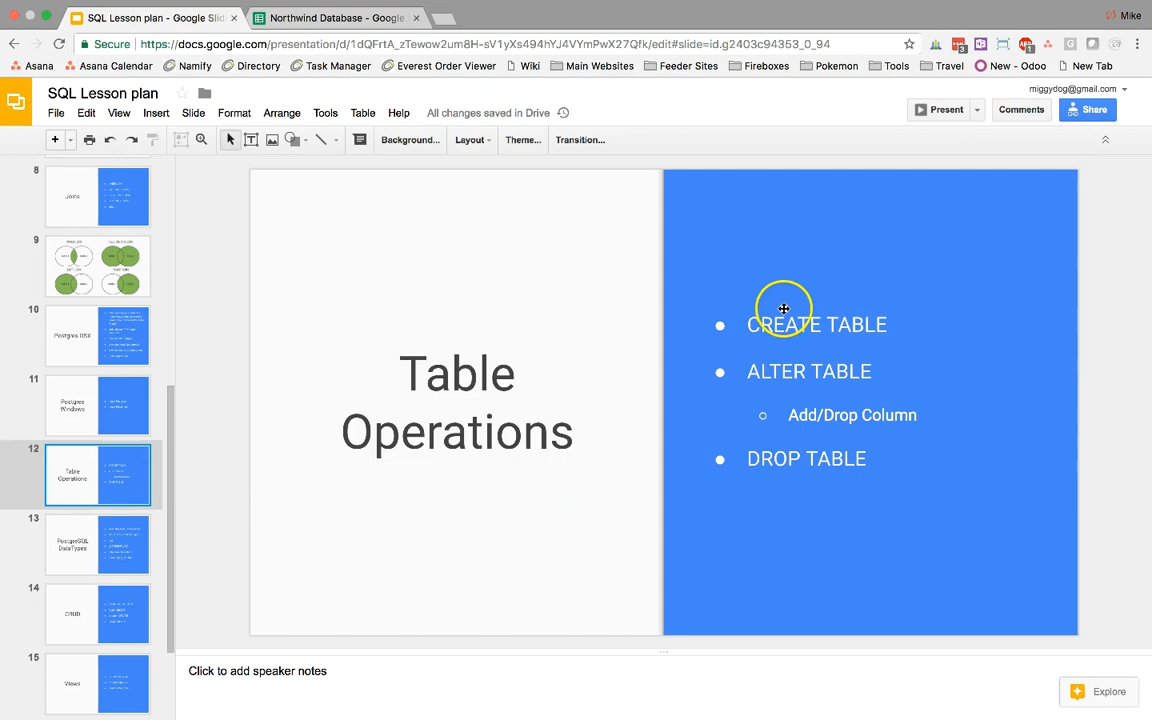 SQL Lesson plan - Google Slid
Northwind Database - Google
Mike
Secure
https://docs.google.com/presentation/d/1dQFrtA_zTewow2um8H-sV1yXs494hYJ4VYmPwX27Qfk/edit#slide=id.g2403c94353_0_94
Asana
Asana Calendar
Namify
Directory
Task Manager
Everest Order Viewer
Wiki
Main Websites
Feeder Sites
Fireboxes
Pokemon
Tools
Travel
New - Odoo
New Tab
SQL Lesson plan
miggydog@gmail.com
File Edit View Insert Slide Format Arrange Tools Table Help
All changes saved in Drive
Present
Comments
Share
Background...
Layout
Theme...
Transition...
8
Joins
9
10
Postgres OSX
11
Postgres
Windows
12
Table
Operations
13
PostgreSQL
DataTypes
14
CRUD
15
Views
Table
Operations
● CREATE TABLE
● ALTER TABLE
○ Add/Drop Column
● DROP TABLE
Click to add speaker notes
Explore